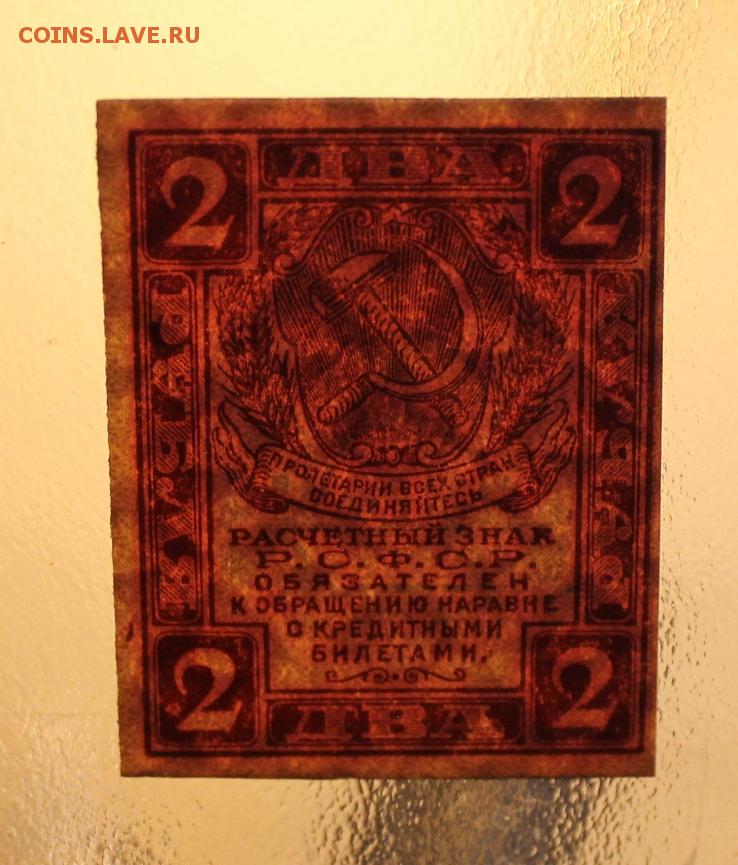 COINS.LAVE.RU
2 ДВА 2
РУБЛЯ
РУБЛЯ
ПРОЛЕТАРИИ ВСЕХ СТРАН
СОЕДИНЯЙТЕСЬ
РАСЧЕТНЫЙ ЗНАК
Р.С.Ф.С.Р.
ОБЯЗАТЕЛЕН
К ОБРАЩЕНИЮ НАРАВНЕ
С КРЕДИТНЫМИ
БИЛЕТАМИ.
2 ДВА 2